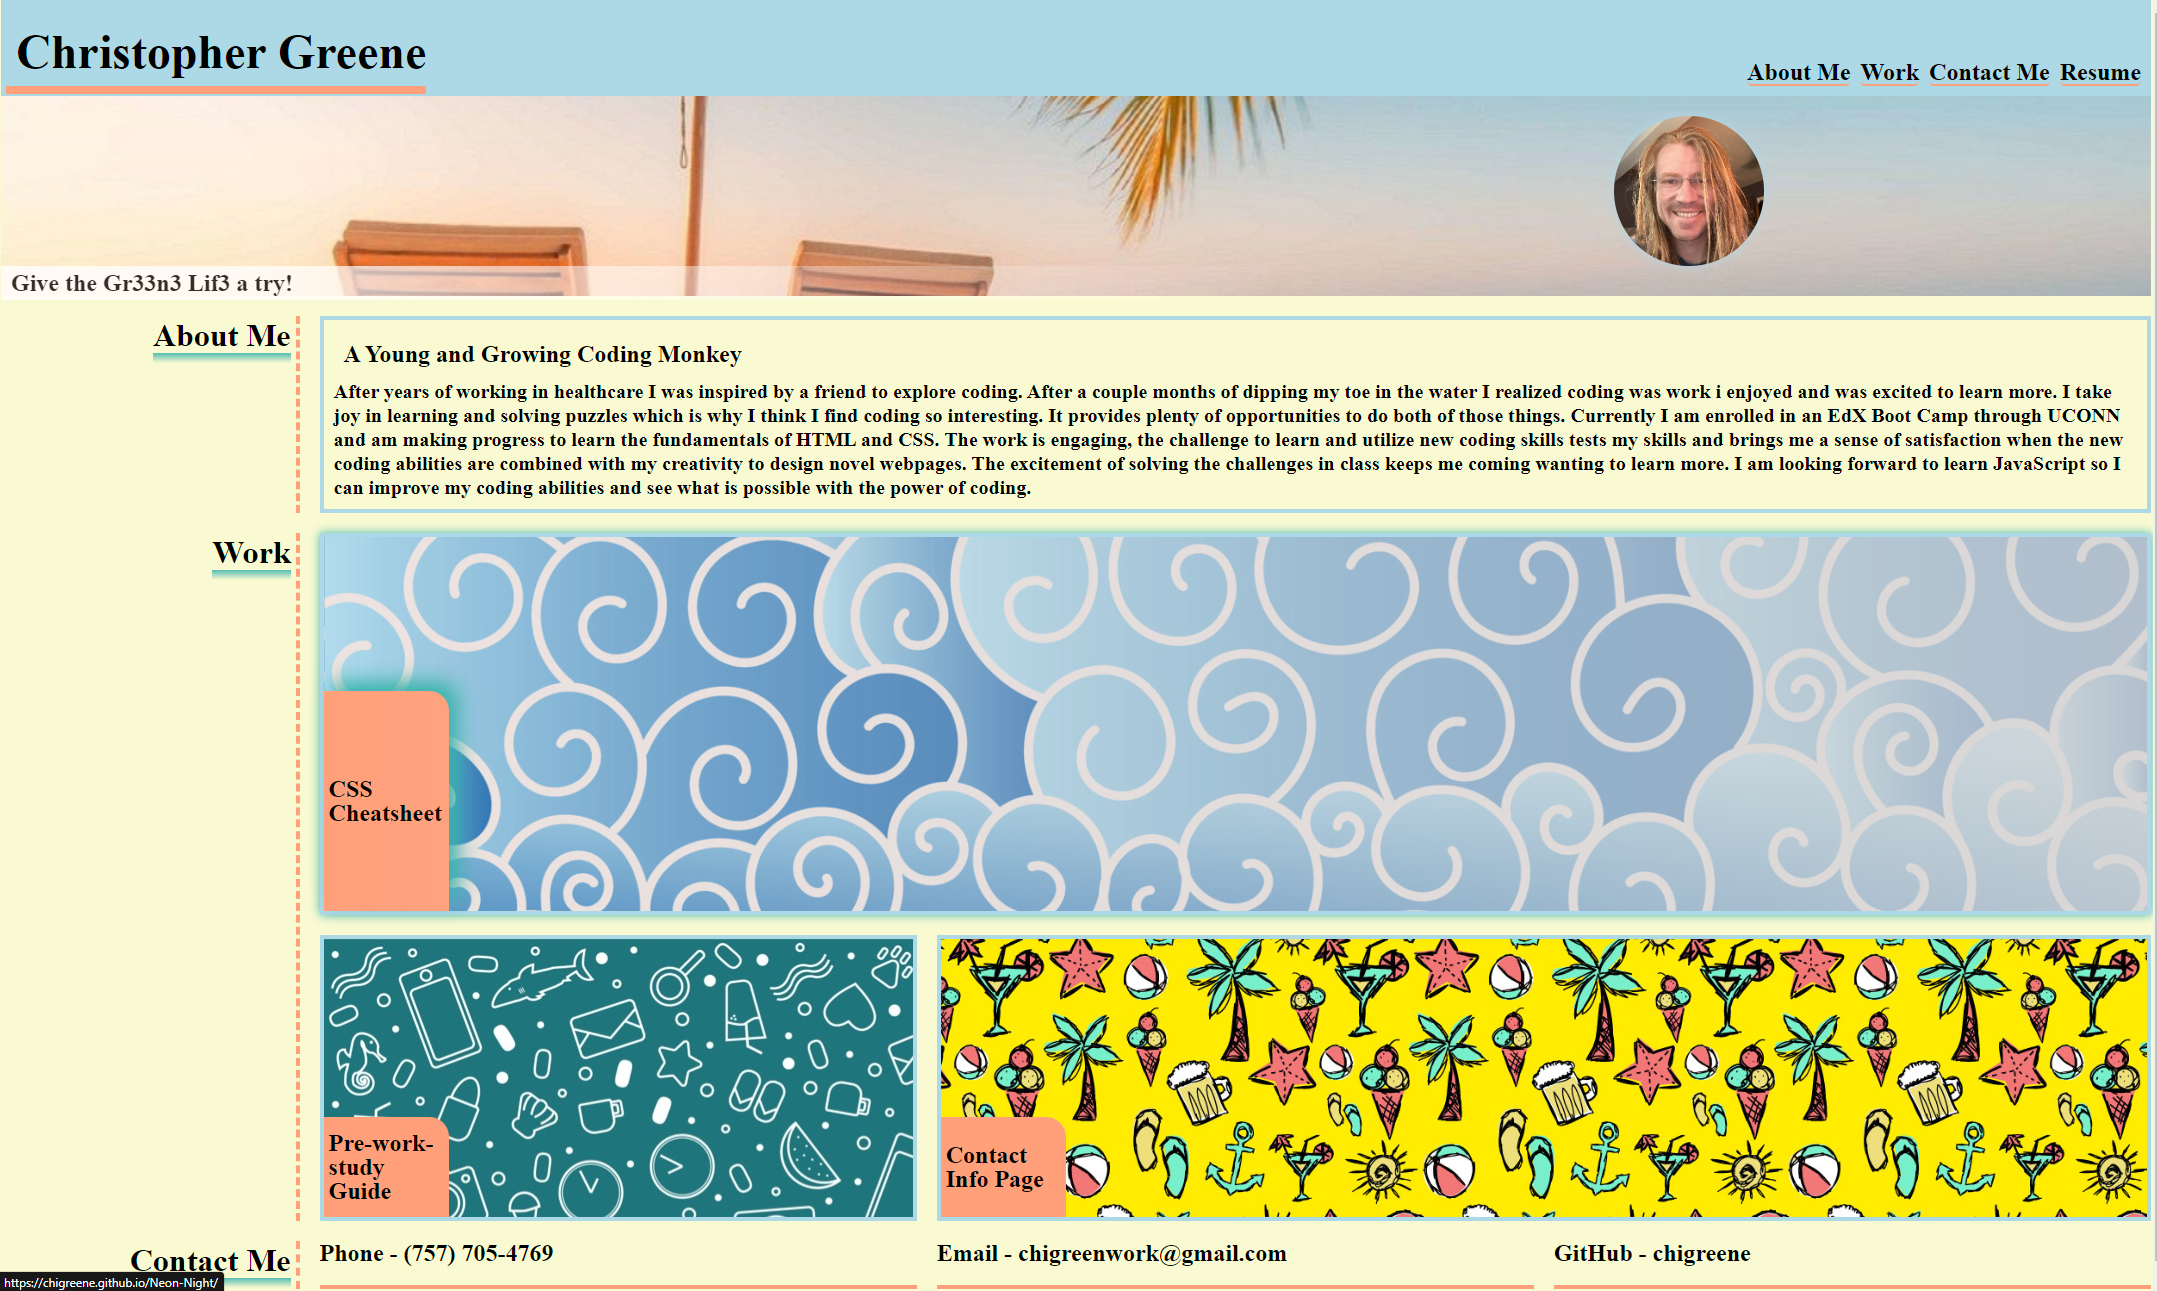 Christopher Greene
About Me Work Contact Me Resume
Give the Gr33n3 Lif3 a try!
About Me
A Young and Growing Coding Monkey
After years of working in healthcare I was inspired by a friend to explore coding. After a couple months of dipping my toe in the water I realized coding was work i enjoyed and was excited to learn more. I take
joy in learning and solving puzzles which is why I think I find coding so interesting. It provides plenty of opportunities to do both of those things. Currently I am enrolled in an EdX Boot Camp through UCONN
and am making progress to learn the fundamentals of HTML and CSS. The work is engaging, the challenge to learn and utilize new coding skills tests my skills and brings me a sense of satisfaction when the new
coding abilities are combined with my creativity to design novel webpages. The excitement of solving the challenges in class keeps me coming wanting to learn more. I am looking forward to learn JavaScript so I
can improve my coding abilities and see what is possible with the power of coding.
Work
CSS
Cheatsheet
Pre-work-
study
Guide
Contact
Info Page
Contact Me
Phone - (757) 705-4769
Email - chigreenwork@gmail.com
GitHub - chigreene
https://chigreene.github.io/Neon-Night/